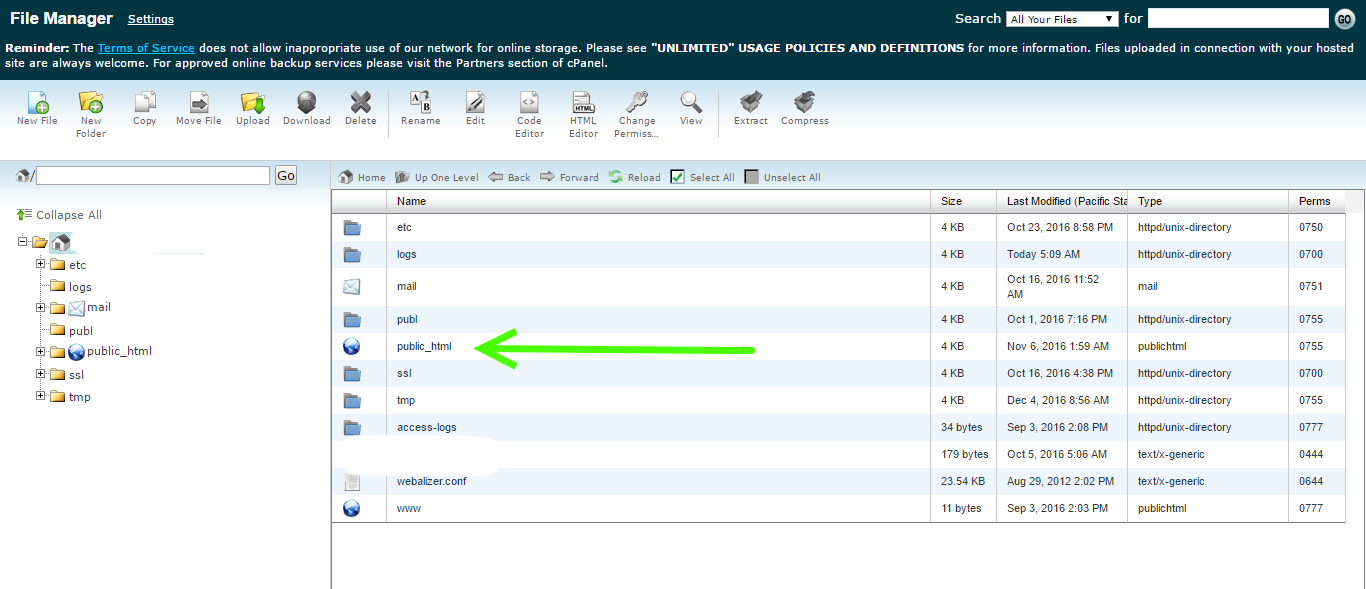 File Manager Settings Search All Your Files for GO
Reminder: The Terms of Service does not allow inappropriate use of our network for online storage. Please see "UNLIMITED" USAGE POLICIES AND DEFINITIONS for more information. Files uploaded in connection with your hosted
site are always welcome. For approved online backup services please visit the Partners section of cPanel.
New File
New
Folder
Copy
Move File
Upload
Download
Delete
A B
Rename
Edit
<>
Code
Editor
HTML
HTML
Editor
Change
Permiss...
View
Extract
Compress
/ Go
Collapse All
etc
logs
mail
publ
public_html
ssl
tmp
Home Up One Level Back Forward Reload Select All Unselect All
Name Size Last Modified (Pacific Sta Type Perms
etc 4 KB Oct 23, 2016 8:58 PM httpd/unix-directory 0750
logs 4 KB Today 5:09 AM httpd/unix-directory 0700
mail 4 KB Oct 16, 2016 11:52 mail 0751
AM
publ 4 KB Oct 1, 2016 7:16 PM httpd/unix-directory 0755
public_html 4 KB Nov 6, 2016 1:59 AM publichtml 0755
ssl 4 KB Oct 16, 2016 4:38 PM httpd/unix-directory 0700
tmp 4 KB Dec 4, 2016 8:56 AM httpd/unix-directory 0755
access-logs 34 bytes Sep 3, 2016 2:08 PM httpd/unix-directory 0777
179 bytes Oct 5, 2016 5:06 AM text/x-generic 0444
webalizer.conf 23.54 KB Aug 29, 2012 2:02 PM text/x-generic 0644
www 11 bytes Sep 3, 2016 2:03 PM publichtml 0777